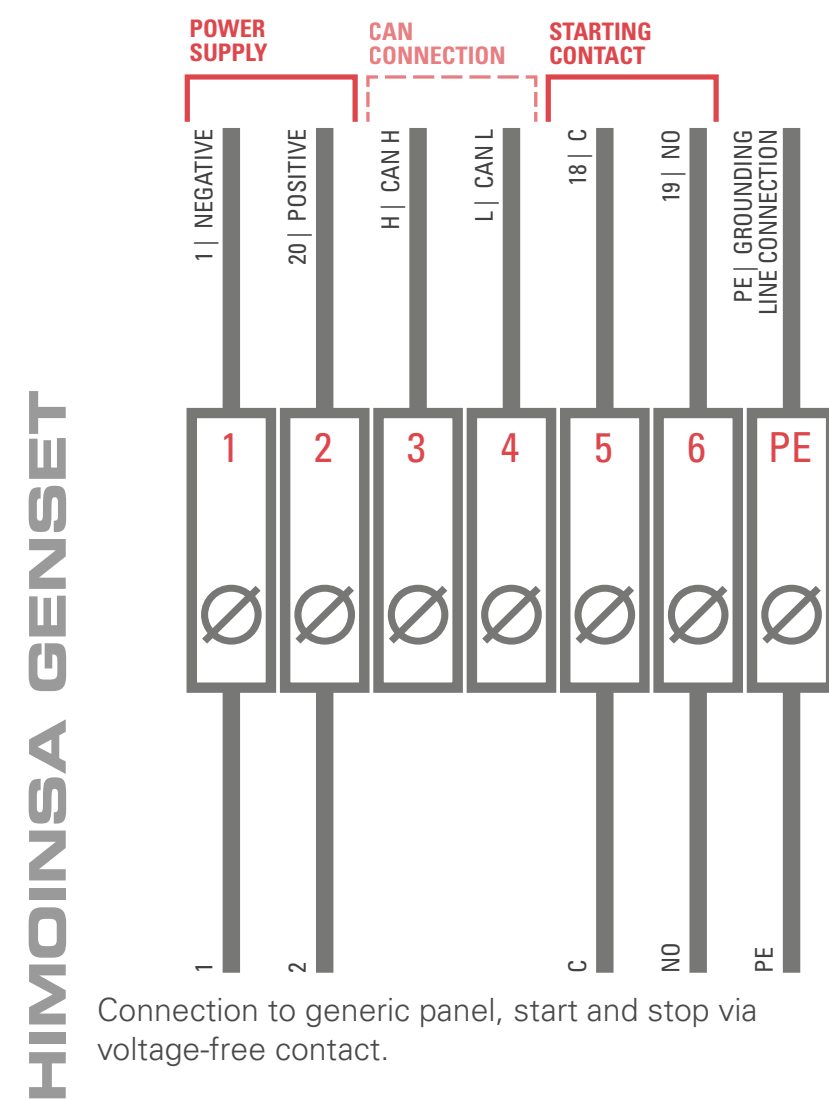 POWER
SUPPLY
CAN
CONNECTION
STARTING
CONTACT
1 | NEGATIVE
20 | POSITIVE
H | CAN H
L | CAN L
18 | C
19 | NO
PE | GROUNDING
LINE CONNECTION
1
2
3
4
5
6
PE
1
2
C
NO
PE
HIMOINSA GENSET
Connection to generic panel, start and stop via
voltage-free contact.